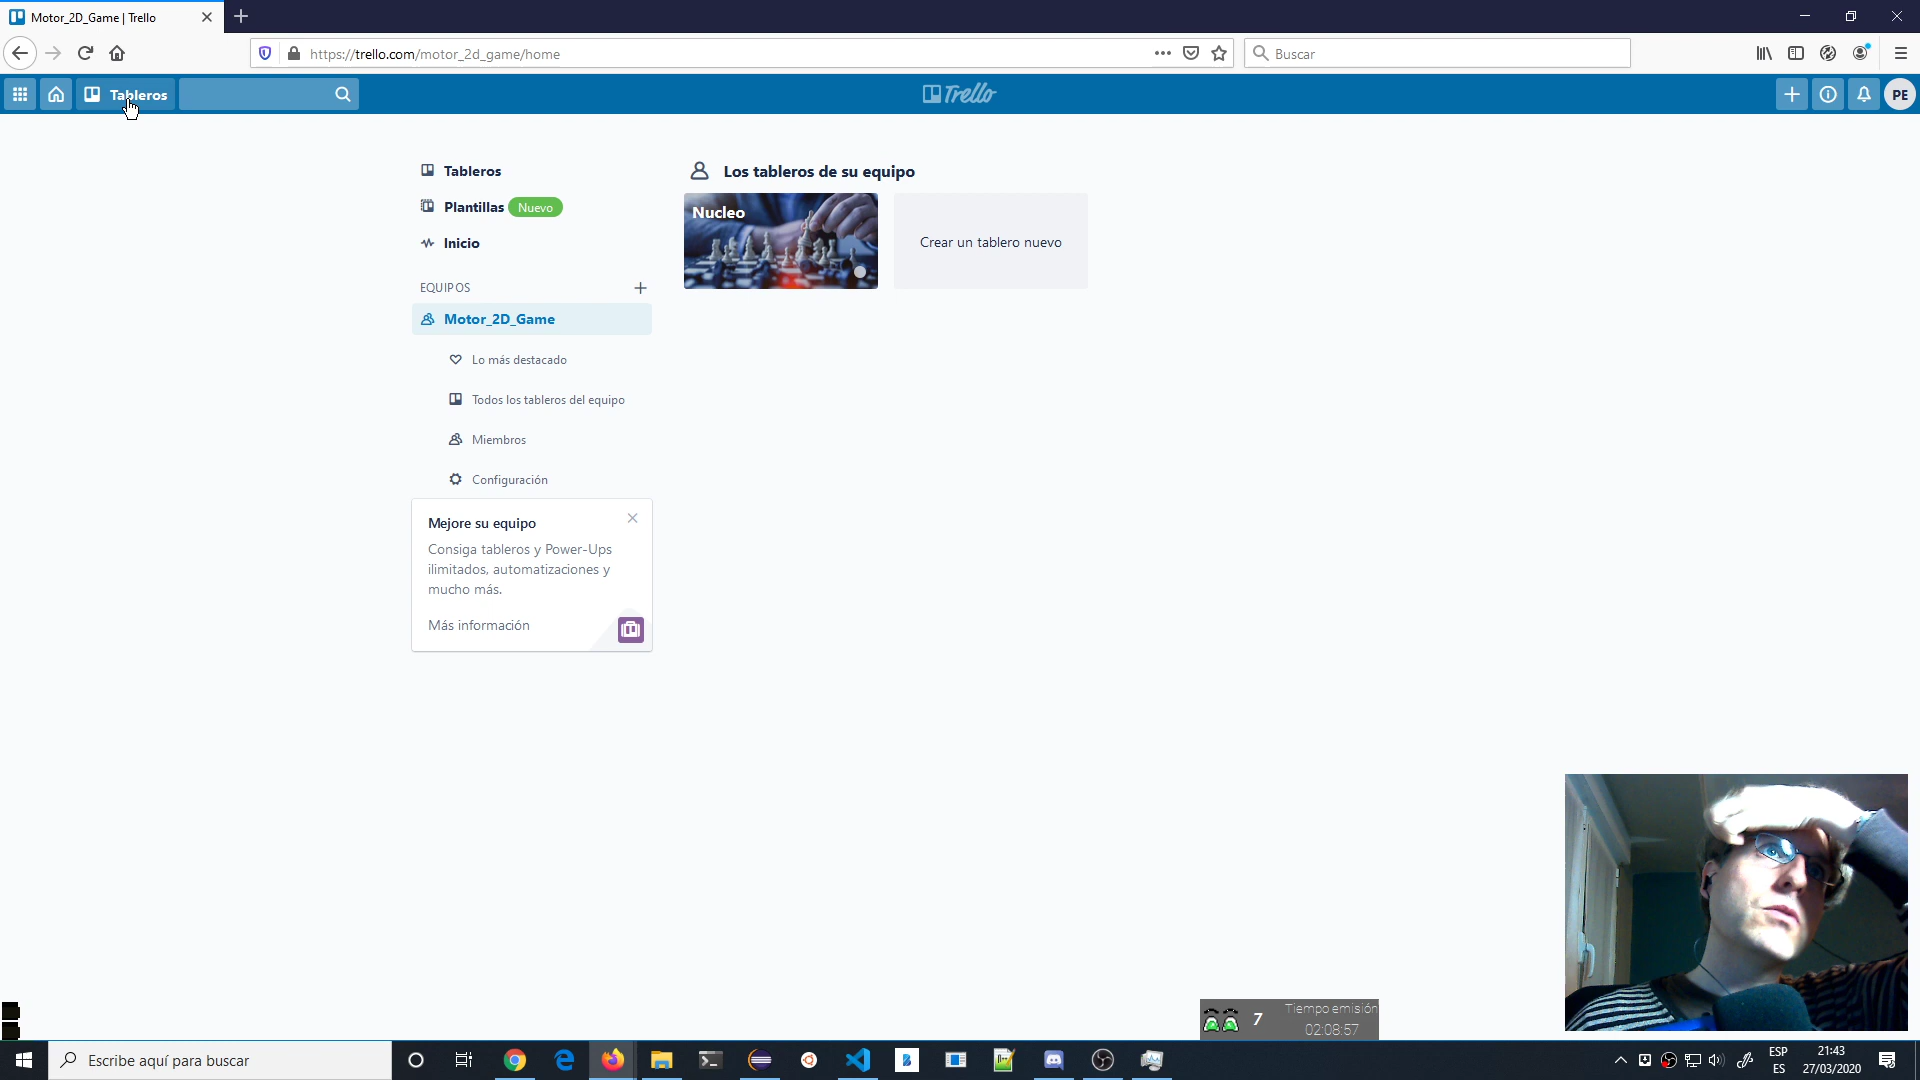 Motor_2D_Game | Trello
https://trello.com/motor_2d_game/home
Buscar
Tableros
Trello
PE
Tableros
Plantillas Nuevo
Inicio
EQUIPOS
Motor_2D_Game
Lo más destacado
Todos los tableros del equipo
Miembros
Configuración
Mejore su equipo
Consiga tableros y Power-Ups
ilimitados, automatizaciones y
mucho más.
Más información
Los tableros de su equipo
Nucleo
Crear un tablero nuevo
7
Tiempo emisión
02:08:57
Escribe aquí para buscar
ESP
ES
21:43
27/03/2020